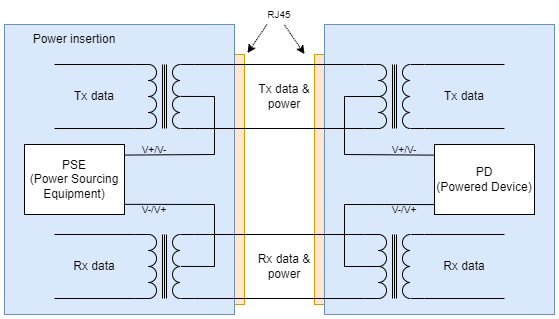 RJ45
Power insertion
Tx data
Tx data &
power
Tx data
V+/V-
V+/V-
PSE
(Power Sourcing
Equipment)
PD
(Powered Device)
V-/V+
V-/V+
Rx data
Rx data &
power
Rx data